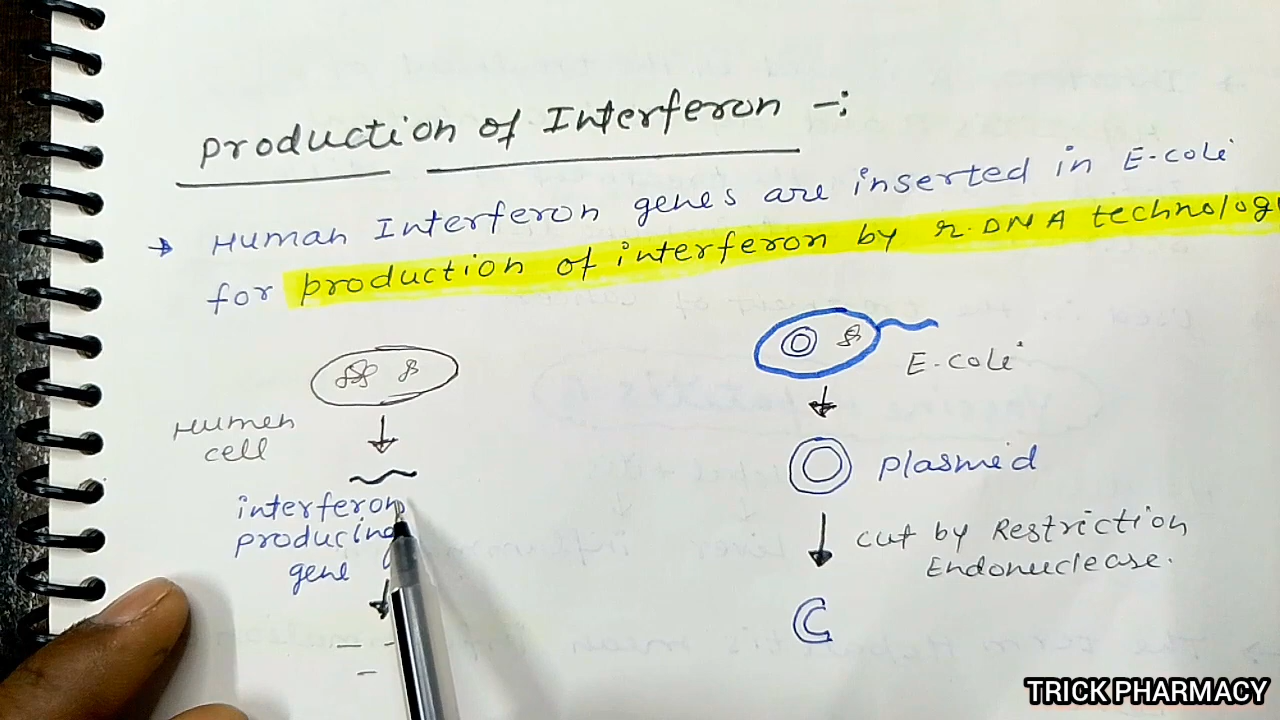 Production of Interferon -:
→ Human Interferon genes are inserted in E-coli
for production of interferon by r.DNA technology
E-coli
Human
cell
Plasmid
interferon
producing
gene
cut by Restriction
Endonuclease.
TRICK PHARMACY